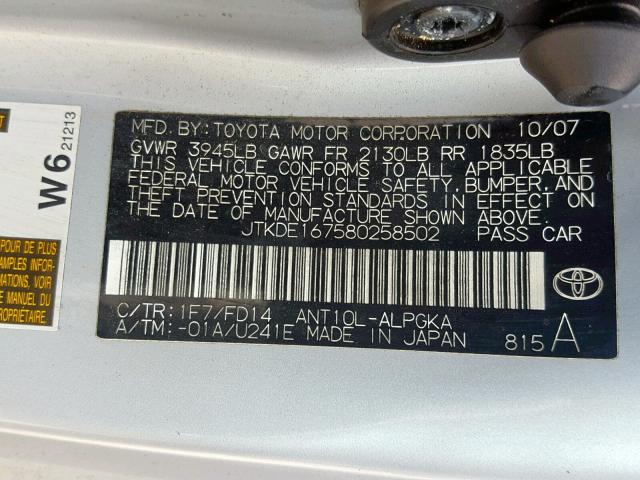 MFD. BY: TOYOTA MOTOR CORPORATION 10/07
GVWR 3945LB GAWR FR 2130LB RR 1835LB
THIS VEHICLE CONFORMS TO ALL APPLICABLE
FEDERAL MOTOR VEHICLE SAFETY, BUMPER, AND
THEFT PREVENTION STANDARDS IN EFFECT ON
THE DATE OF MANUFACTURE SHOWN ABOVE.
JTKDE167580258502 PASS CAR
C/TR: 1F7/FD14 ANT10L-ALPGKA
A/TM: -01A/U241E MADE IN JAPAN
815 A
W6 21213
POUR DE PLUS
AMPLES INFOR-
MATIONS, VOIR
PROPRIÉTAIRE.